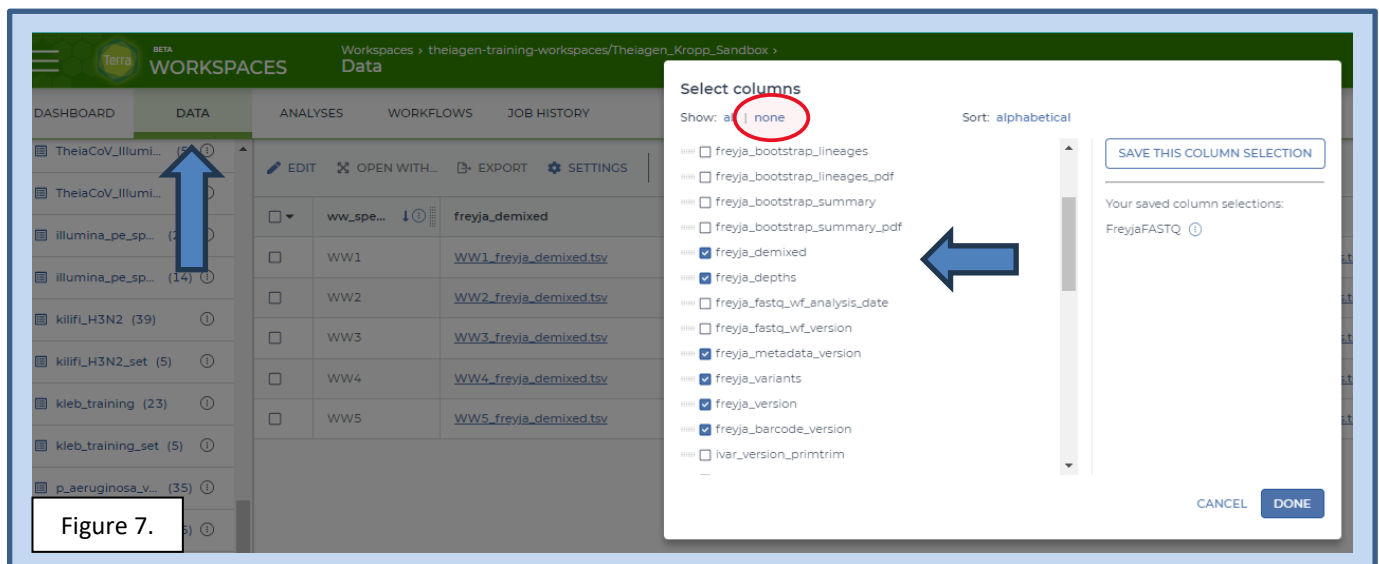 Terra
BETA
WORKSPACES
Workspaces › theiagen-training-workspaces/Theiagen_Kropp_Sandbox ›
Data
DASHBOARD DATA ANALYSES WORKFLOWS JOB HISTORY
TheiaCoV_Illumi...
TheiaCoV_Illumi...
illumina_pe_sp...
illumina_pe_sp... (14)
kilifi_H3N2 (39)
kilifi_H3N2_set (5)
kleb_training (23)
kleb_training_set (5)
p_aeruginosa_v... (35)
EDIT OPEN WITH... EXPORT SETTINGS
ww_spe... freyja_demixed
WW1 WW1_freyja_demixed.tsv
WW2 WW2_freyja_demixed.tsv
WW3 WW3_freyja_demixed.tsv
WW4 WW4_freyja_demixed.tsv
WW5 WW5_freyja_demixed.tsv
Select columns
Show: all | none Sort: alphabetical
freyja_bootstrap_lineages
freyja_bootstrap_lineages_pdf
freyja_bootstrap_summary
freyja_bootstrap_summary_pdf
freyja_demixed
freyja_depths
freyja_fastq_wf_analysis_date
freyja_fastq_wf_version
freyja_metadata_version
freyja_variants
freyja_version
freyja_barcode_version
ivar_version_primtrim
SAVE THIS COLUMN SELECTION
Your saved column selections:
FreyjaFASTQ
CANCEL DONE
Figure 7.